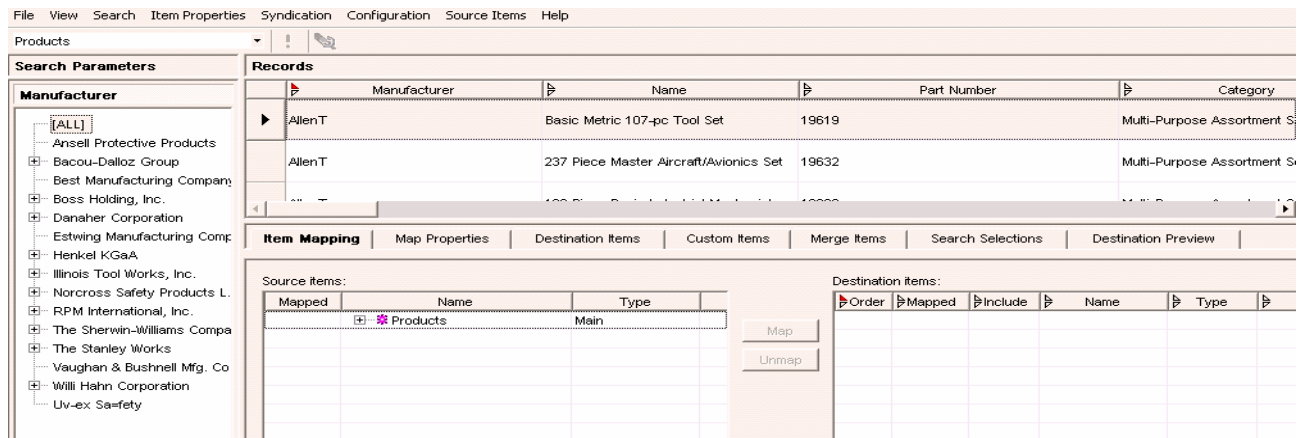 File View Search Item Properties Syndication Configuration Source Items Help
Products
Search Parameters
Manufacturer
[ALL]
Ansell Protective Products
Bacou-Dalloz Group
Best Manufacturing Company
Boss Holding, Inc.
Danaher Corporation
Estwing Manufacturing Comp
Henkel KGaA
Illinois Tool Works, Inc.
Norcross Safety Products L.
RPM International, Inc.
The Sherwin-Williams Compa
The Stanley Works
Vaughan & Bushnell Mfg. Co
Willi Hahn Corporation
Uv-ex Sa=fety
Records
Manufacturer Name Part Number Category
AllenT Basic Metric 107-pc Tool Set 19619 Multi-Purpose Assortment S
AllenT 237 Piece Master Aircraft/Avionics Set 19632 Multi-Purpose Assortment S
Item Mapping Map Properties Destination Items Custom Items Merge Items Search Selections Destination Preview
Source items:
Mapped Name Type
Products Main
Map
Unmap
Destination items:
Order Mapped Include Name Type